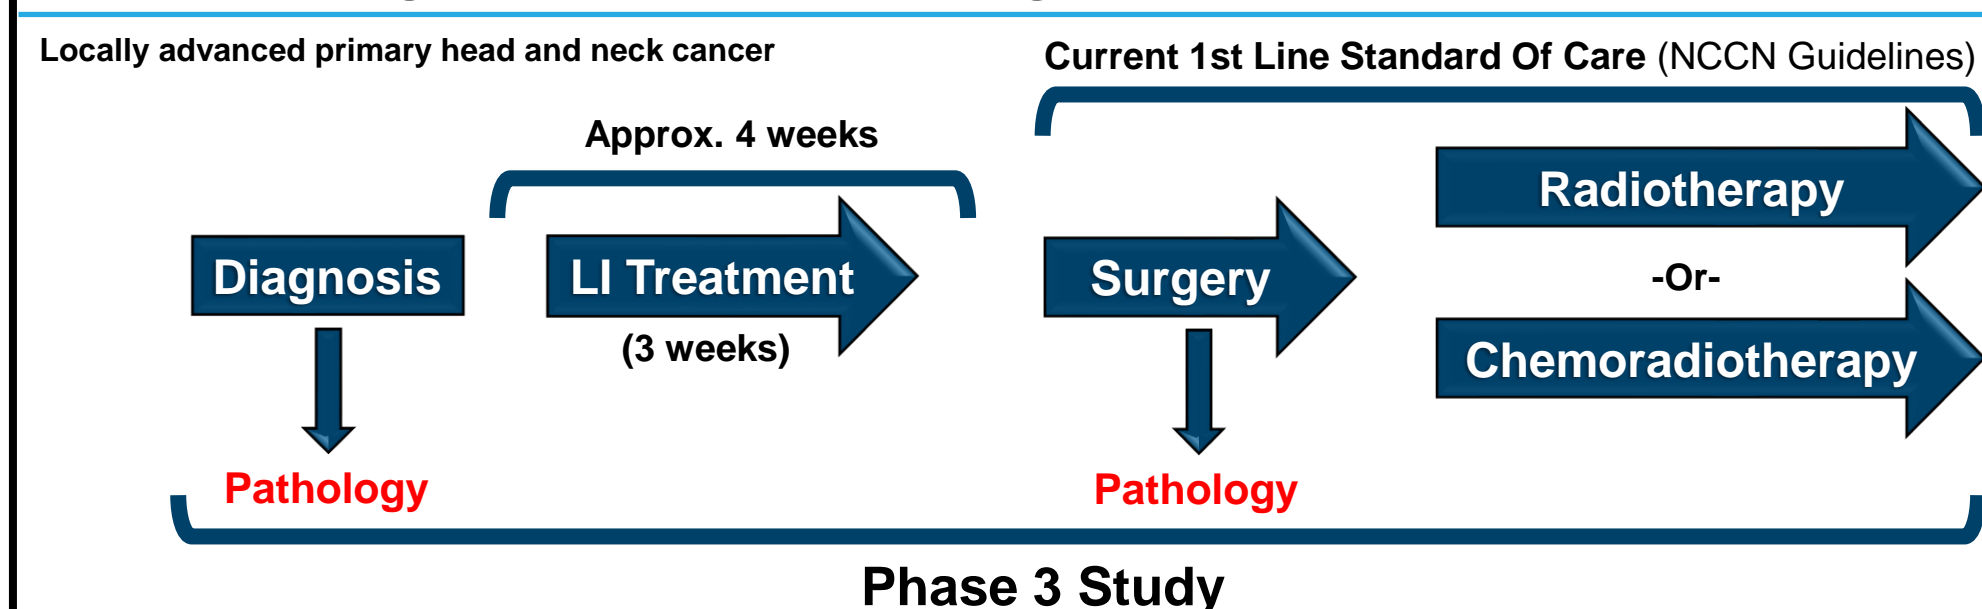 Locally advanced primary head and neck cancer
Current 1st Line Standard Of Care (NCCN Guidelines)
Approx. 4 weeks
Radiotherapy
Diagnosis
LI Treatment
Surgery
-Or-
(3 weeks)
Chemoradiotherapy
Pathology
Pathology
Phase 3 Study